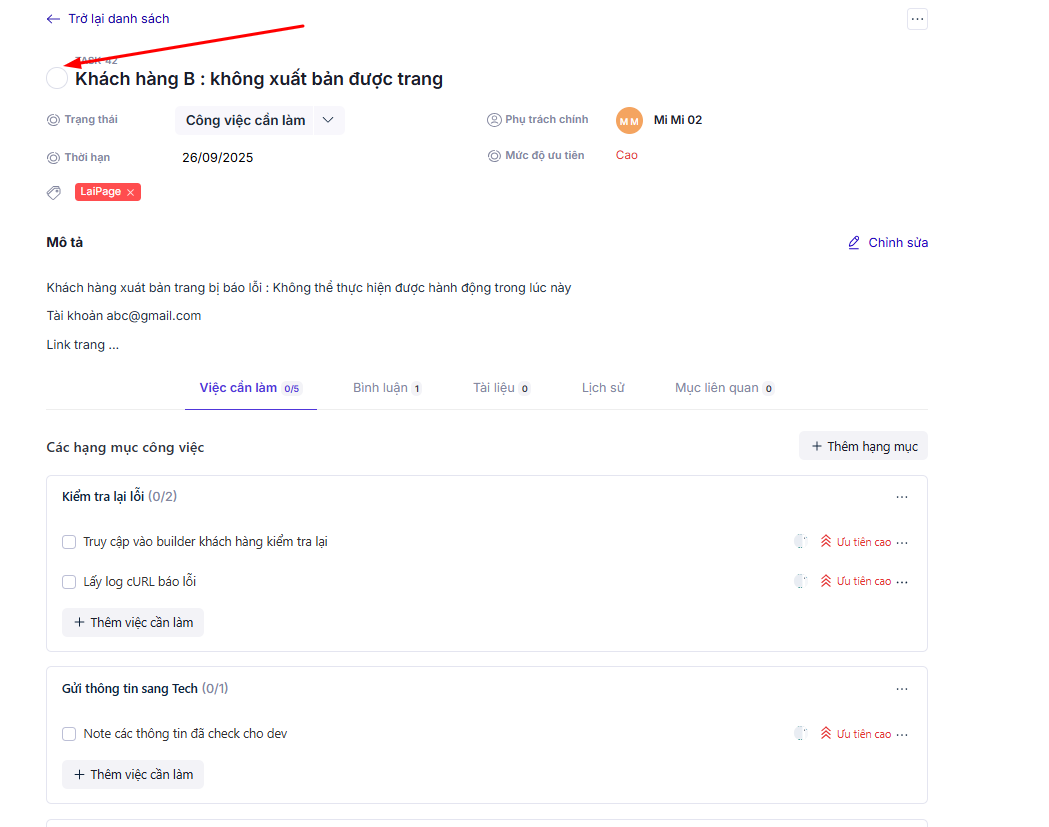 ← Trở lại danh sách
TASK-42
Khách hàng B : không xuất bản được trang
Trạng thái Công việc cần làm Phụ trách chính MM Mi Mi 02
Thời hạn 26/09/2025 Mức độ ưu tiên Cao
LaiPage ×
Mô tả Chỉnh sửa
Khách hàng xuát bản trang bị báo lỗi : Không thể thực hiện được hành động trong lúc này
Tài khoản abc@gmail.com
Link trang ...
Việc cần làm 0/5 Bình luận 1 Tài liệu 0 Lịch sử Mục liên quan 0
Các hạng mục công việc + Thêm hạng mục
Kiểm tra lại lỗi (0/2)
Truy cập vào builder khách hàng kiểm tra lại Ưu tiên cao
Lấy log cURL báo lỗi Ưu tiên cao
+ Thêm việc cần làm
Gửi thông tin sang Tech (0/1)
Note các thông tin đã check cho dev Ưu tiên cao
+ Thêm việc cần làm